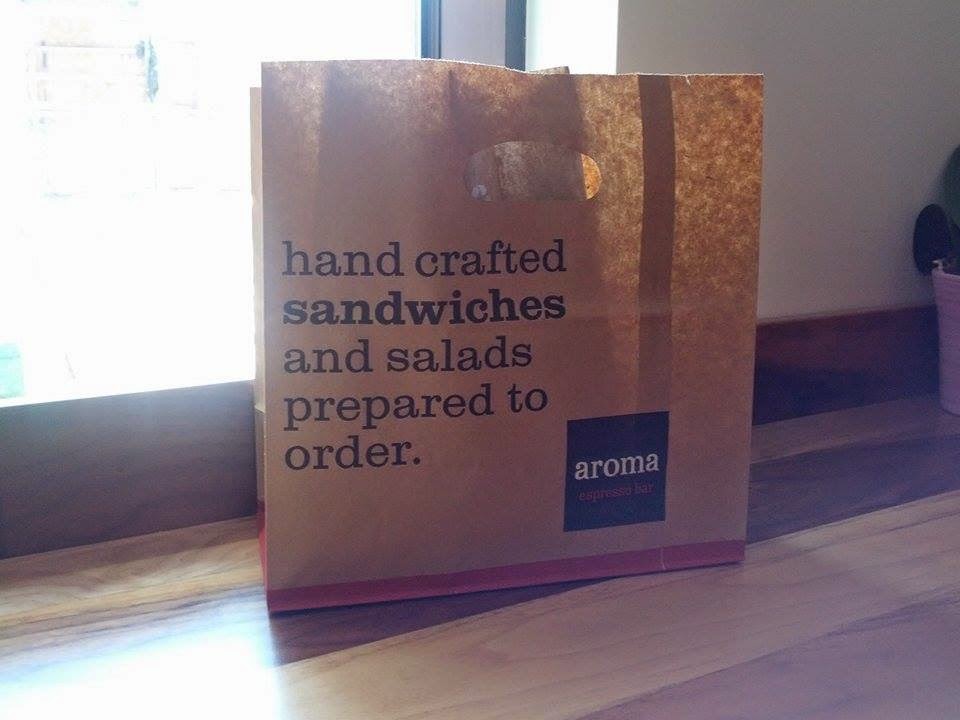 hand crafted
sandwiches
and salads
prepared to
order.
aroma
espresso bar